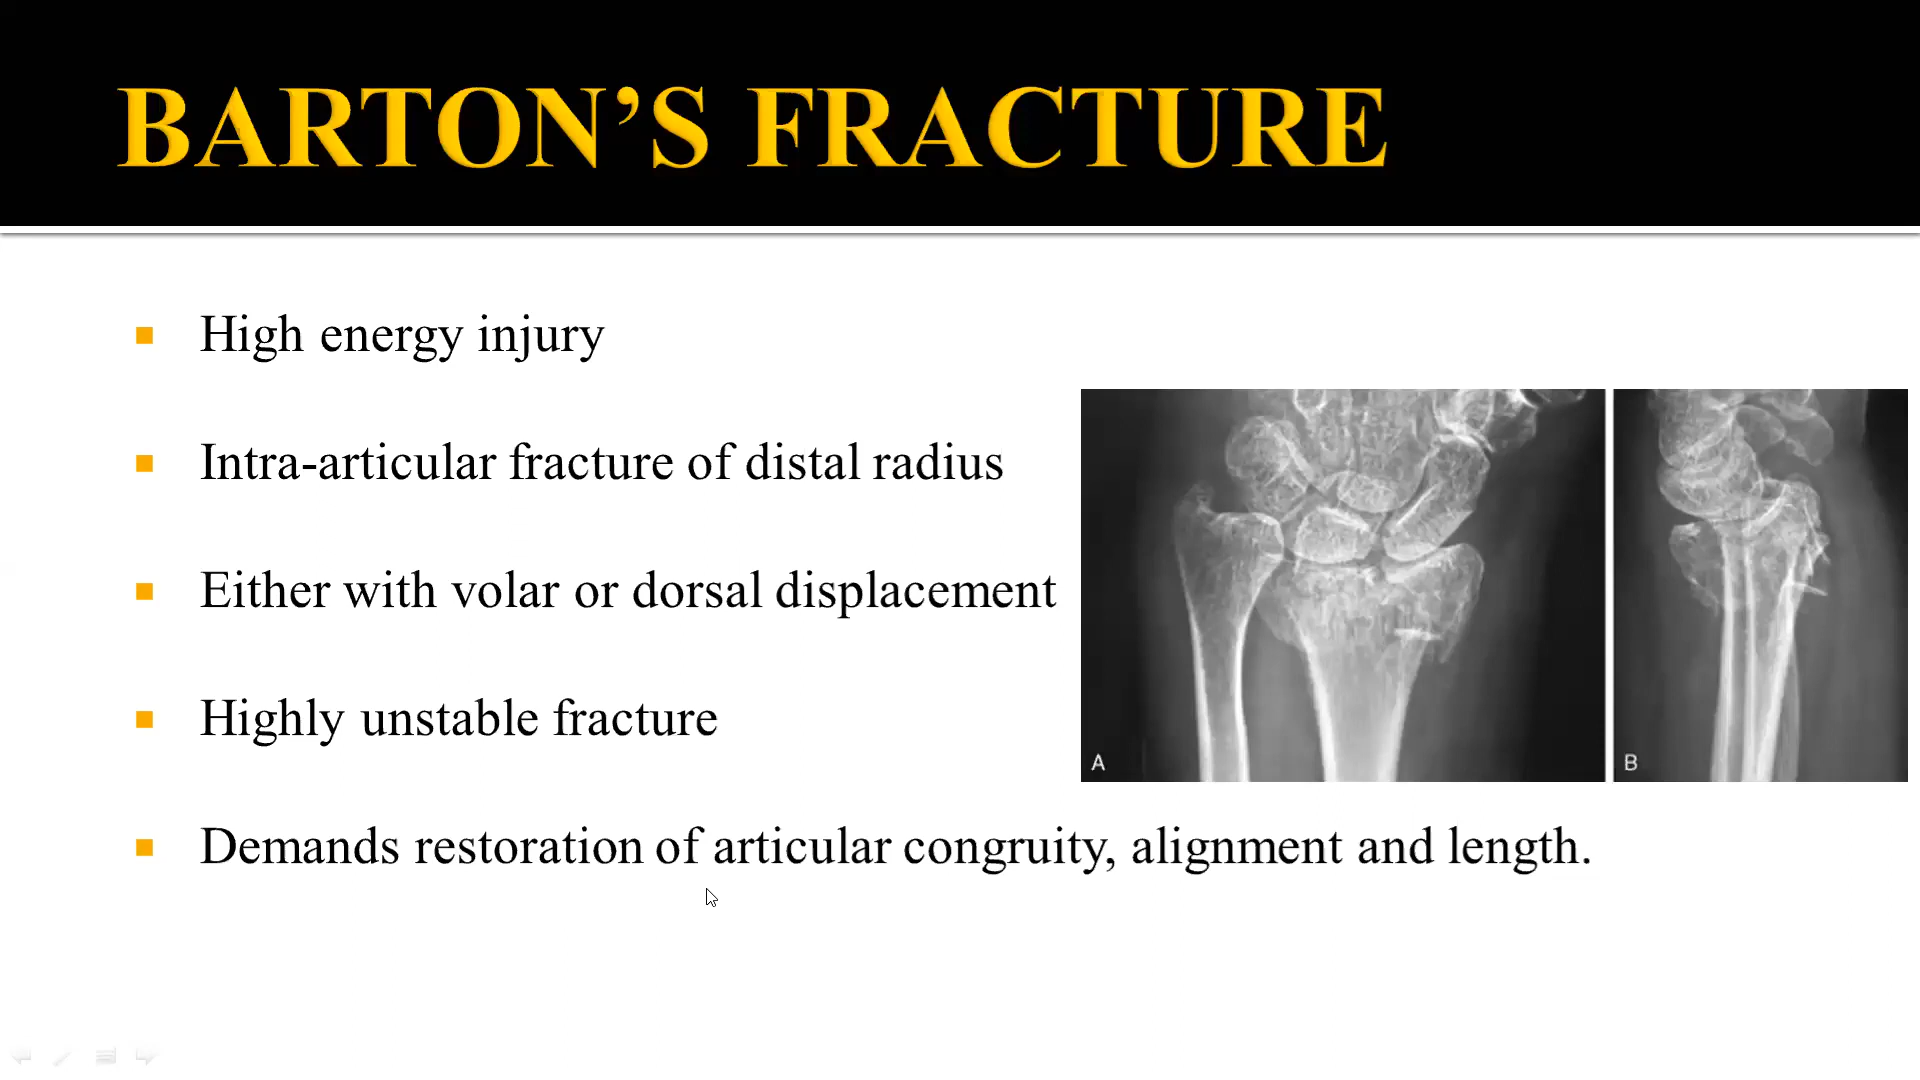 BARTON’S FRACTURE
High energy injury
Intra-articular fracture of distal radius
Either with volar or dorsal displacement
Highly unstable fracture
Demands restoration of articular congruity, alignment and length.
A
B